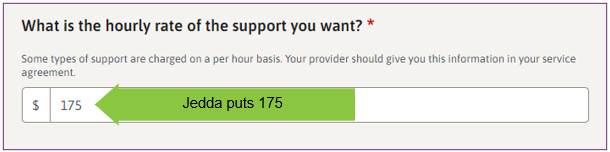 What is the hourly rate of the support you want? *
Some types of support are charged on a per hour basis. Your provider should give you this information in your service
agreement.
$ 175 Jedda puts 175